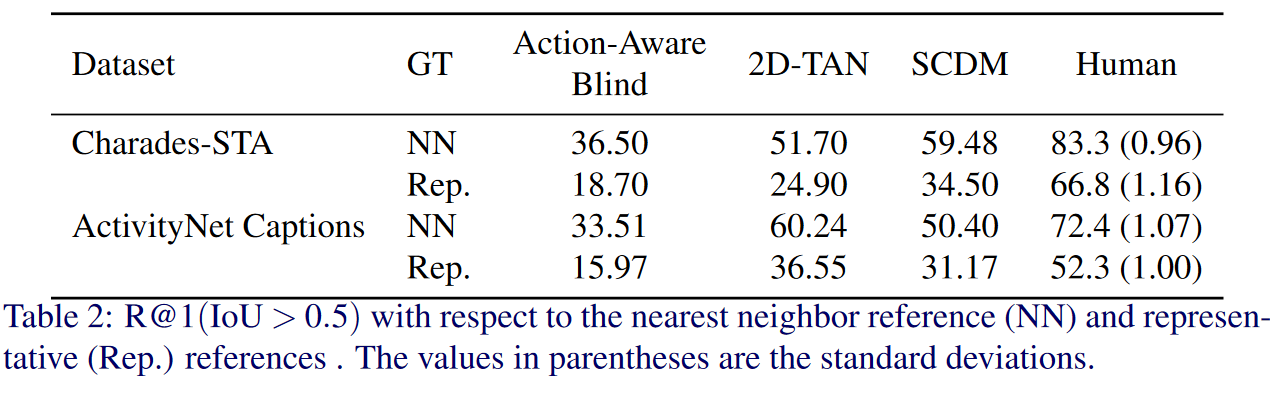 Dataset GT Action-Aware Blind 2D-TAN SCDM Human
Charades-STA NN 36.50 51.70 59.48 83.3 (0.96)
Rep. 18.70 24.90 34.50 66.8 (1.16)
ActivityNet Captions NN 33.51 60.24 50.40 72.4 (1.07)
Rep. 15.97 36.55 31.17 52.3 (1.00)
Table 2: R@1(IoU > 0.5) with respect to the nearest neighbor reference (NN) and represen-
tative (Rep.) references . The values in parentheses are the standard deviations.